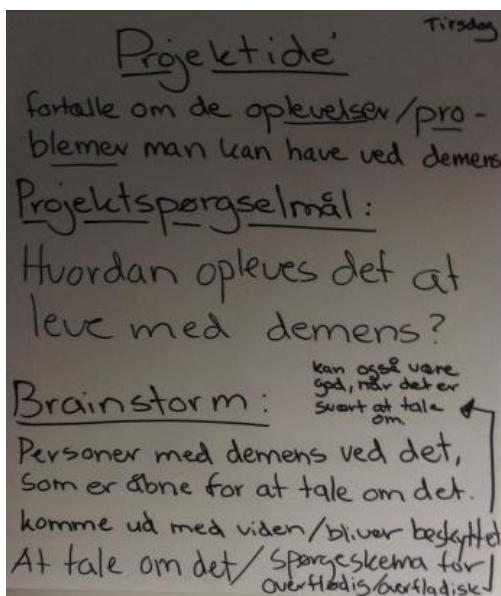 Tirsdag
Projektidé
fortælle om de oplevelser/pro-
blemer man kan have ved demens
Projektspørgselmål:
Hvordan opleves det at
leve med demens?
kan også være
god, når det er
svært at tale
om.
Brainstorm:
Personer med demens ved det,
som er åbne for at tale om det.
komme ud med viden/bliver beskyttet
At tale om det/spørgeskema for
overflødig/overfladisk